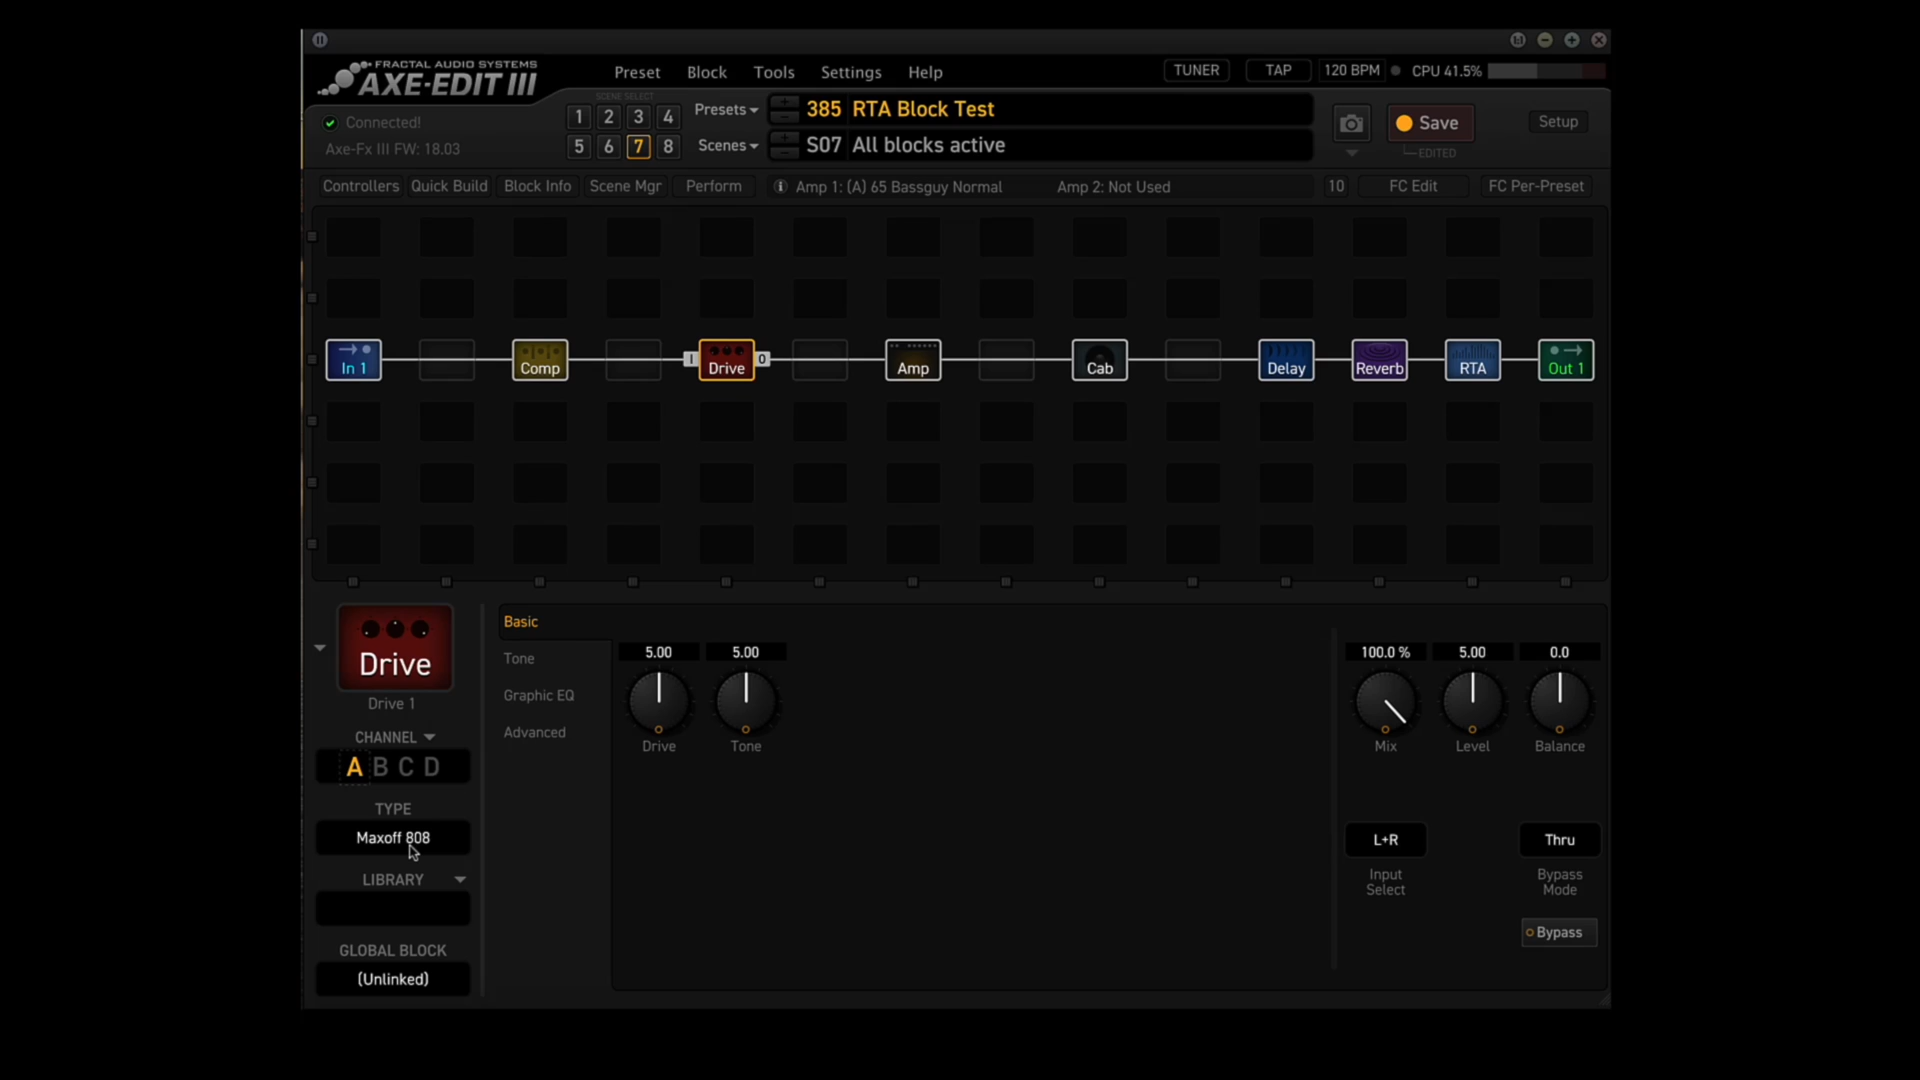 FRACTAL AUDIO SYSTEMS
AXE-EDIT III
Preset Block Tools Settings Help
TUNER TAP 120 BPM CPU 41.5%
SCENE SELECT
1 2 3 4
5 6 7 8
Presets 385 RTA Block Test
Scenes S07 All blocks active
Connected!
Axe-Fx III FW: 18.03
Save
EDITED
Setup
Controllers Quick Build Block Info Scene Mgr Perform Amp 1: (A) 65 Bassguy Normal Amp 2: Not Used 10 FC Edit FC Per-Preset
In 1 Comp I Drive O Amp Cab Delay Reverb RTA Out 1
Drive
Drive 1
CHANNEL
A B C D
TYPE
Maxoff 808
LIBRARY
GLOBAL BLOCK
(Unlinked)
Basic
Tone
Graphic EQ
Advanced
5.00 5.00
Drive Tone
100.0 % 5.00 0.0
Mix Level Balance
L+R Thru
Input Select
Bypass Mode
Bypass